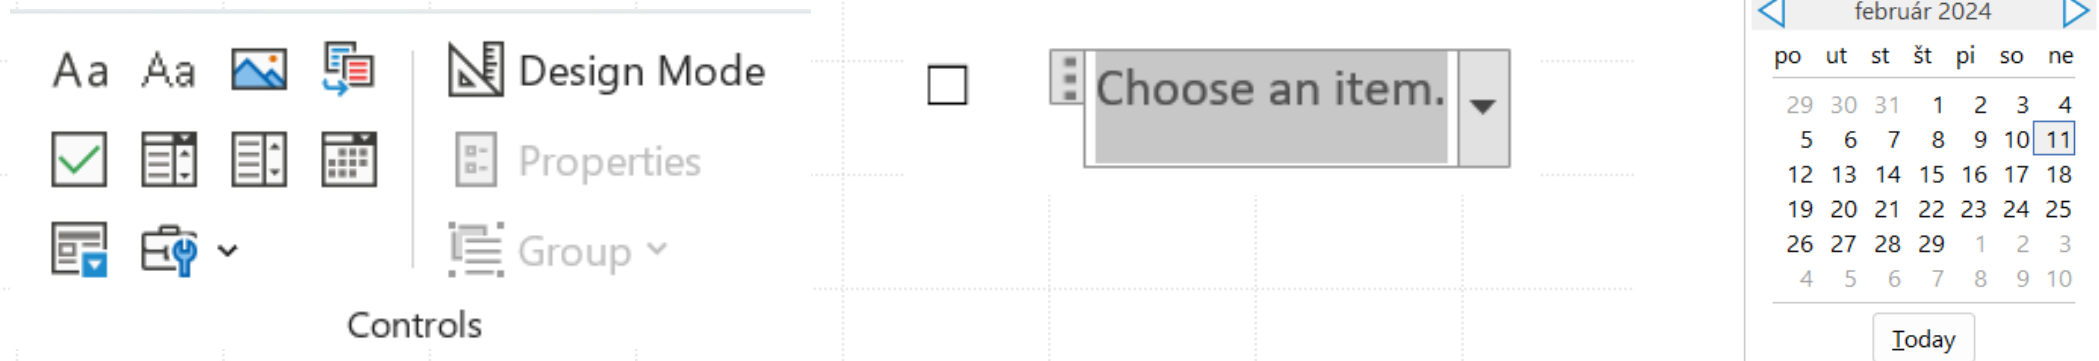 Aa Aa
Design Mode
Properties
Group
Controls
Choose an item.
február 2024
po ut st št pi so ne
29 30 31 1 2 3 4
5 6 7 8 9 10 11
12 13 14 15 16 17 18
19 20 21 22 23 24 25
26 27 28 29 1 2 3
4 5 6 7 8 9 10
Today